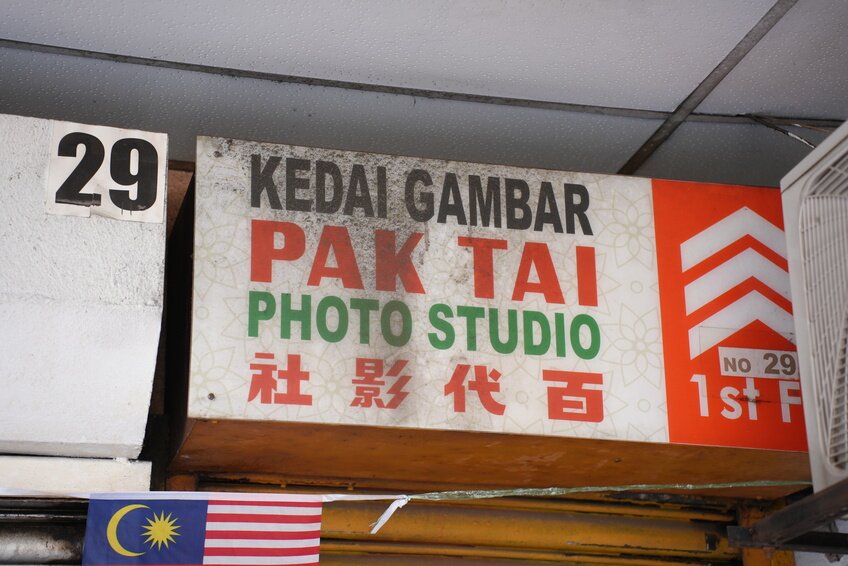 29
KEDAI GAMBAR
PAK TAI
PHOTO STUDIO
百代影社
NO 29
1st F